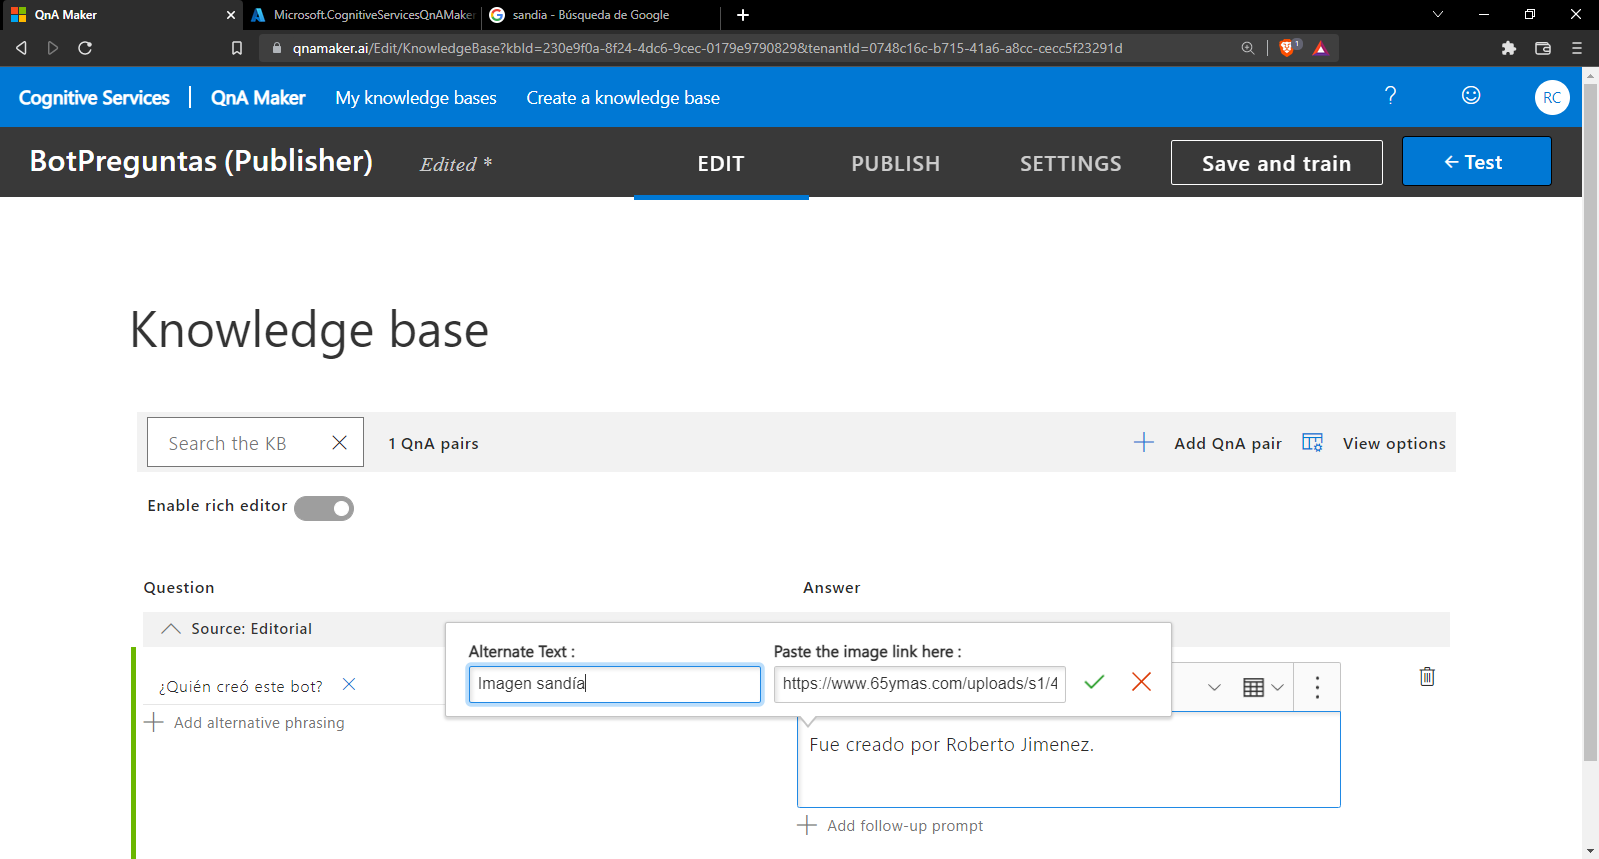 QnA Maker
Microsoft.CognitiveServicesQnAMake
sandia - Búsqueda de Google
qnamaker.ai/Edit/KnowledgeBase?kbId=230e9f0a-8f24-4dc6-9cec-0179e9790829&tenantId=0748c16c-b715-41a6-a8cc-cecc5f23291d
1
Cognitive Services
QnA Maker
My knowledge bases
Create a knowledge base
?
RC
BotPreguntas (Publisher)
Edited *
EDIT
PUBLISH
SETTINGS
Save and train
← Test
Knowledge base
Search the KB
1 QnA pairs
Add QnA pair
View options
Enable rich editor
Question
Answer
Source: Editorial
Alternate Text :
Paste the image link here :
Imagen sandía
https://www.65ymas.com/uploads/s1/4
¿Quién creó este bot?
Add alternative phrasing
Fue creado por Roberto Jimenez.
Add follow-up prompt